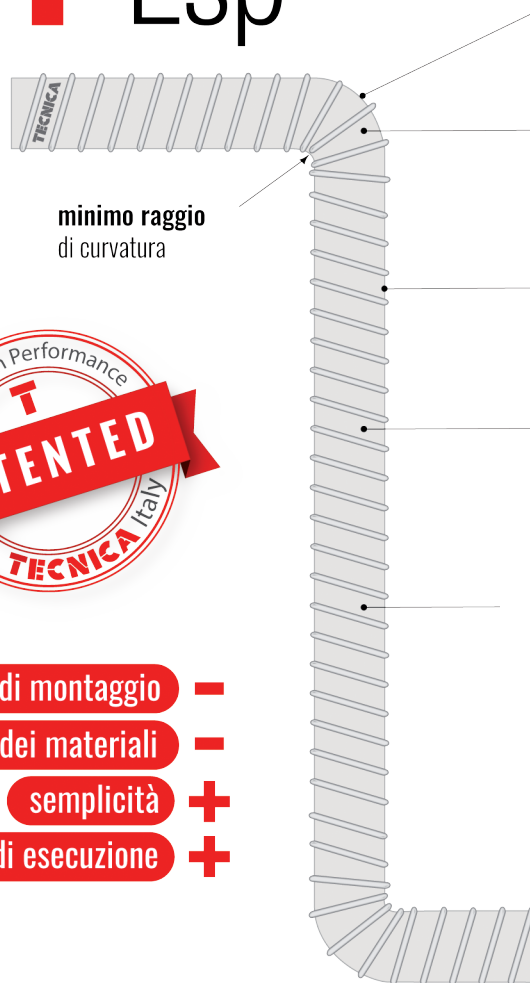 Esp
TECNICA
minimo raggio
di curvatura
Performance
TENTED
TECNICA Italy
di montaggio
dei materiali
semplicità
di esecuzione